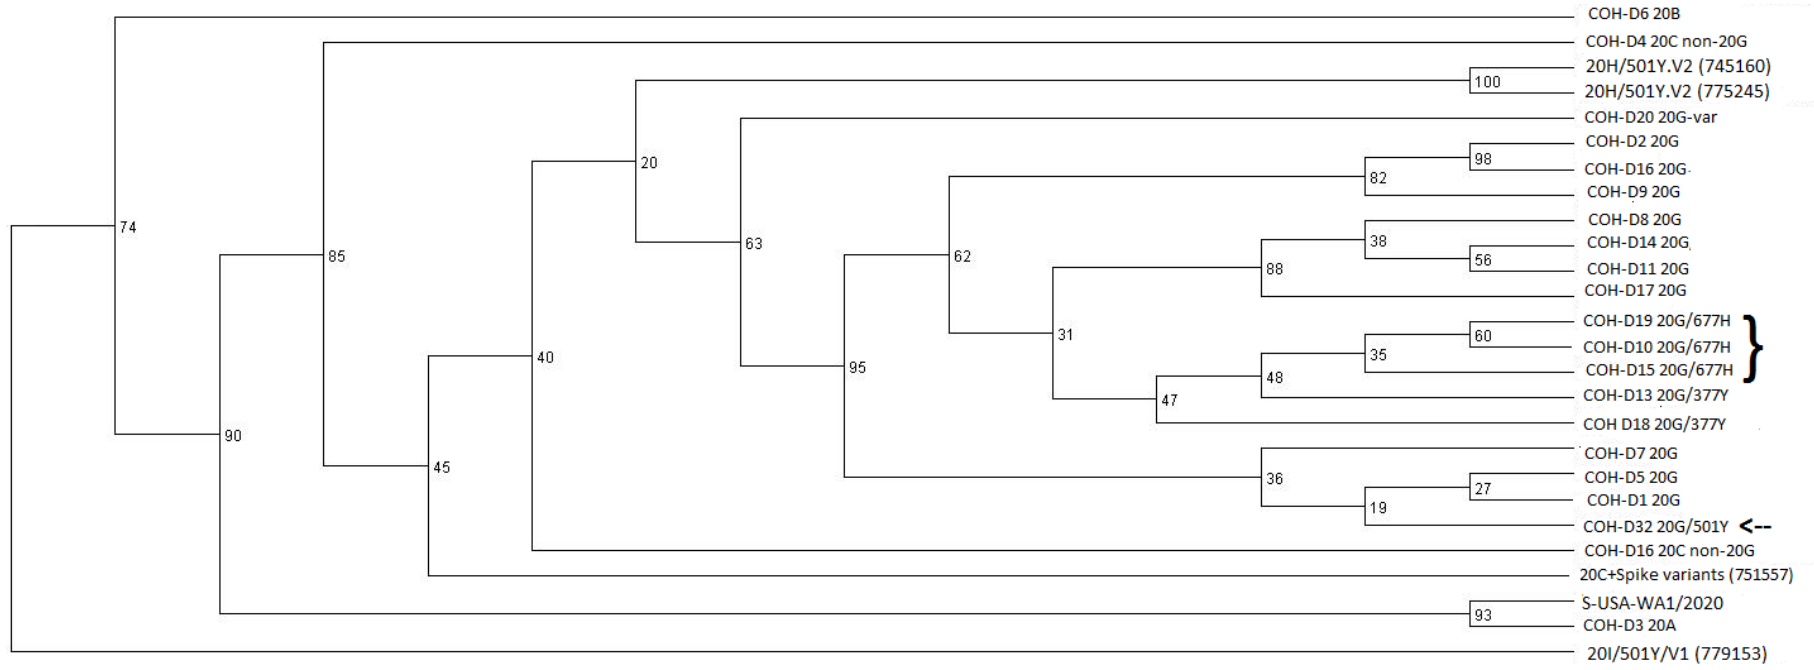 COH-D6 20B
COH-D4 20C non-20G
20H/501Y.V2 (745160)
100
20H/501Y.V2 (775245)
COH-D20 20G-var
COH-D2 20G
98
20
COH-D16 20G
82
COH-D9 20G
COH-D8 20G
74
38
COH-D14 20G
63
85
62
56
COH-D11 20G
88
COH-D17 20G
COH-D19 20G/677H
31
60
COH-D10 20G/677H
40
35
95
COH-D15 20G/677H
48
COH-D13 20G/377Y
47
COH D18 20G/377Y
90
COH-D7 20G
45
36
COH-D5 20G
27
COH-D1 20G
19
COH-D32 20G/501Y <--
COH-D16 20C non-20G
20C+Spike variants (751557)
S-USA-WA1/2020
93
COH-D3 20A
20I/501Y/V1 (779153)